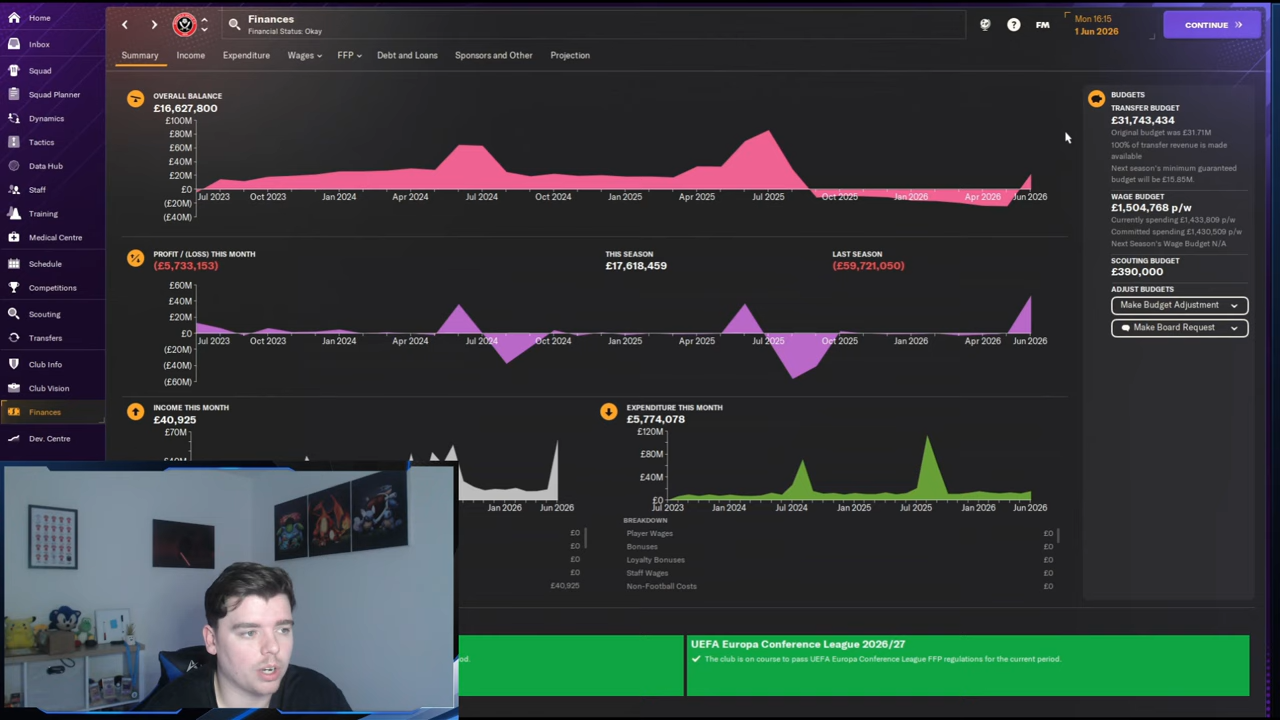 Home
Inbox
Squad
Squad Planner
Dynamics
Tactics
Data Hub
Staff
Training
Medical Centre
Schedule
Competitions
Scouting
Transfers
Club Info
Club Vision
Finances
Dev. Centre
Finances
Financial Status: Okay
FM
Mon 16:15
1 Jun 2026
CONTINUE
Summary
Income
Expenditure
Wages
FFP
Debt and Loans
Sponsors and Other
Projection
OVERALL BALANCE
£16,627,800
£100M
£80M
£60M
£40M
£20M
£0
(£20M)
(£40M)
Jul 2023 Oct 2023 Jan 2024 Apr 2024 Jul 2024 Oct 2024 Jan 2025 Apr 2025 Jul 2025 Oct 2025 Jan 2026 Apr 2026 Jun 2026
PROFIT / (LOSS) THIS MONTH
(£5,733,153)
THIS SEASON
£17,618,459
LAST SEASON
(£59,721,050)
£60M
£40M
£20M
£0
(£20M)
(£40M)
(£60M)
Jul 2023 Oct 2023 Jan 2024 Apr 2024 Jul 2024 Oct 2024 Jan 2025 Apr 2025 Jul 2025 Oct 2025 Jan 2026 Apr 2026 Jun 2026
INCOME THIS MONTH
£40,925
£70M
Jan 2026 Jun 2026
£0
£0
£0
£0
£40,925
EXPENDITURE THIS MONTH
£5,774,078
£120M
£80M
£40M
£0
Jul 2023 Jan 2024 Jul 2024 Jan 2025 Jul 2025 Jan 2026 Jun 2026
BREAKDOWN
Player Wages £0
Bonuses £0
Loyalty Bonuses £0
Staff Wages £0
Non-Football Costs £0
BUDGETS
TRANSFER BUDGET
£31,743,434
Original budget was £31.71M
100% of transfer revenue is made
available
Next season's minimum guaranteed
budget will be £15.85M.
WAGE BUDGET
£1,504,768 p/w
Currently spending £1,433,809 p/w
Committed spending £1,430,509 p/w
Next Season's Wage Budget N/A
SCOUTING BUDGET
£390,000
ADJUST BUDGETS
Make Budget Adjustment
Make Board Request
UEFA Europa Conference League 2026/27
The club is on course to pass UEFA Europa Conference League FFP regulations for the current period.